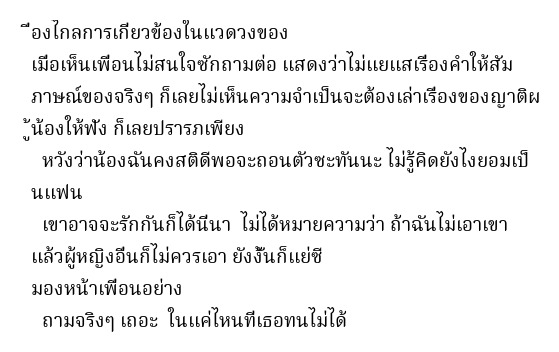 ื่องไกลการเกี่ยวข้องในแวดวงของ
เมื่อเห็นเพื่อนไม่สนใจซักถามต่อ แสดงว่าไม่แยแสเรื่องคำให้สัม
ภาษณ์ของจริงๆ ก็เลยไม่เห็นความจำเป็นจะต้องเล่าเรื่องของญาติผ
ู้น้องให้ฟัง ก็เลยปรารภเพียง
หวังว่าน้องฉันคงสติดีพอจะถอนตัวซะทันนะ ไม่รู้คิดยังไงยอมเป็
นแฟน
เขาอาจจะรักกันก็ได้นี่นา  ไม่ได้หมายความว่า ถ้าฉันไม่เอาเขา
แล้วผู้หญิงอื่นก็ไม่ควรเอา ยังงั้นก็แย่ซี
มองหน้าเพื่อนอย่าง
ถามจริงๆ เถอะ  ในแค่ไหนที่เธอทนไม่ได้